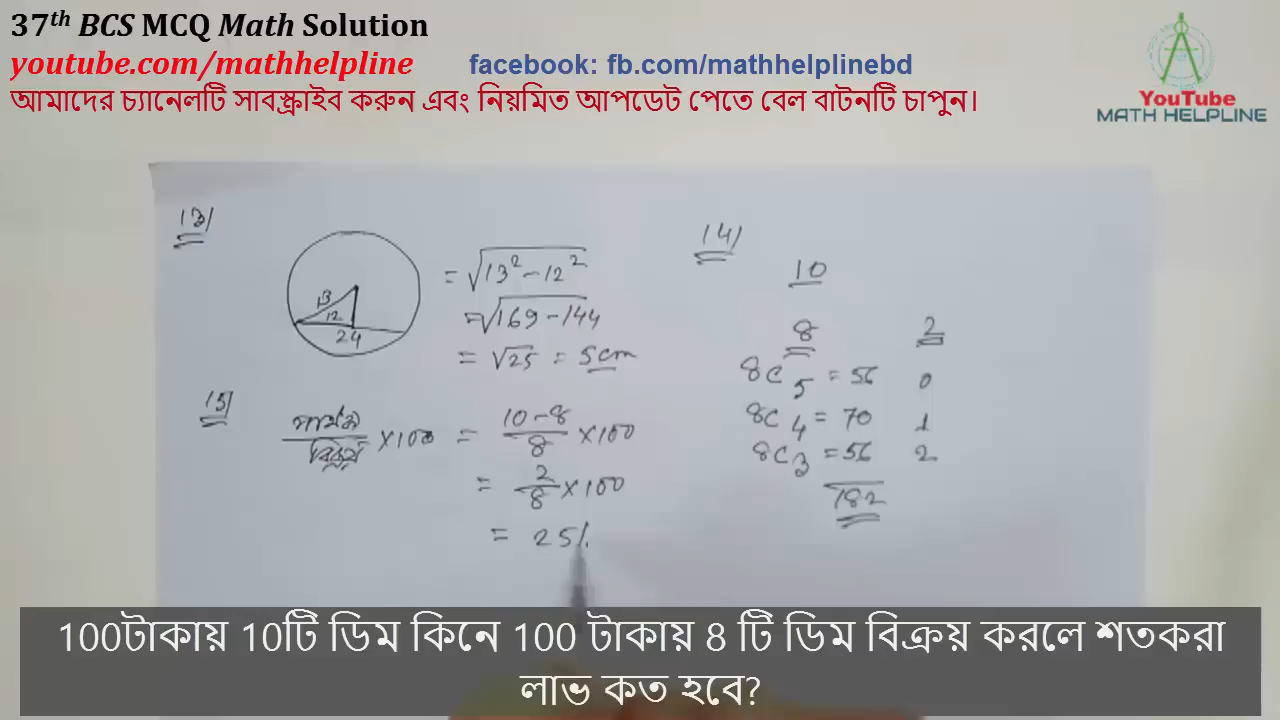 37th BCS MCQ Math Solution
youtube.com/mathhelpline facebook: fb.com/mathhelplinebd
আমাদের চ্যানেলটি সাবস্ক্রাইব করুন এবং নিয়মিত আপডেট পেতে বেল বাটনটি চাপুন।
YouTube
MATH HELPLINE
13/
13
12
24
= √13² - 12²
= √169 - 144
= √25 = 5cm
14/
10
8 2
8C5 = 56 0
8C4 = 70 1
8C3 = 56 2
182
15/
পার্থক্য / বিক্রয় × 100 = 10-8 / 8 × 100
= 2/8 × 100
= 25%
100টাকায় 10টি ডিম কিনে 100 টাকায় 8 টি ডিম বিক্রয় করলে শতকরা
লাভ কত হবে?